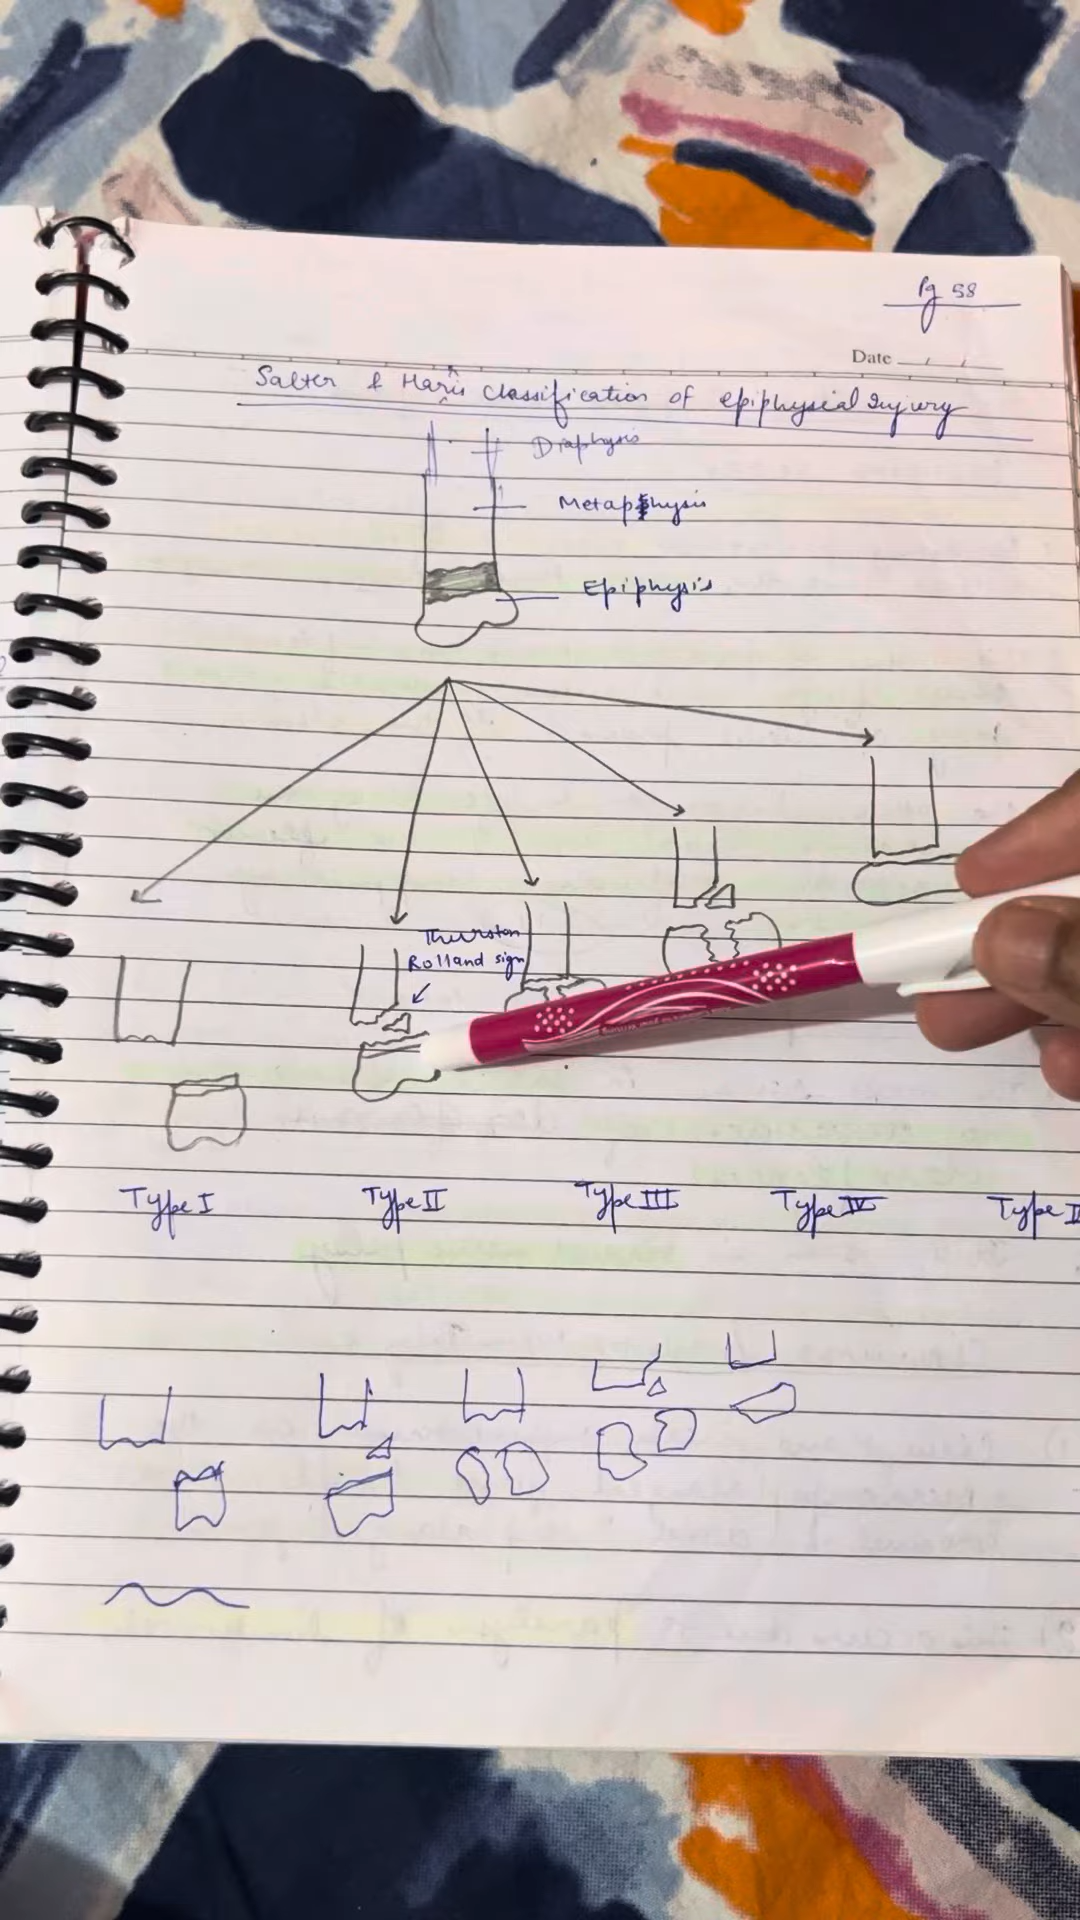 Pg 58
Date
Salter & Haris Classification of epiphyseal Injury
Diaphysis
Metaphysis
Epiphysis
Thurston
Rolland sign
Type I
Type II
Type III
Type IV
Type